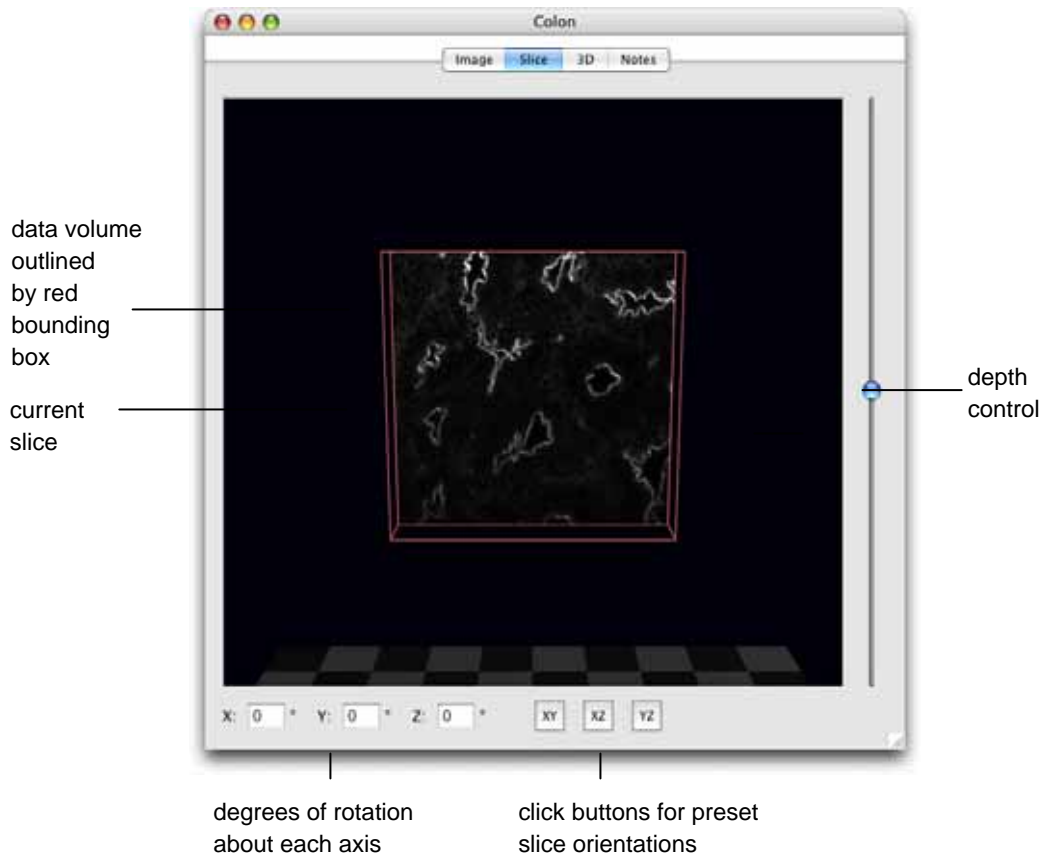 Colon
Image Slice 3D Notes
data volume
outlined
by red
bounding
box
current
slice
depth
control
X: 0 ° Y: 0 ° Z: 0 ° XY XZ YZ
degrees of rotation
about each axis
click buttons for preset
slice orientations